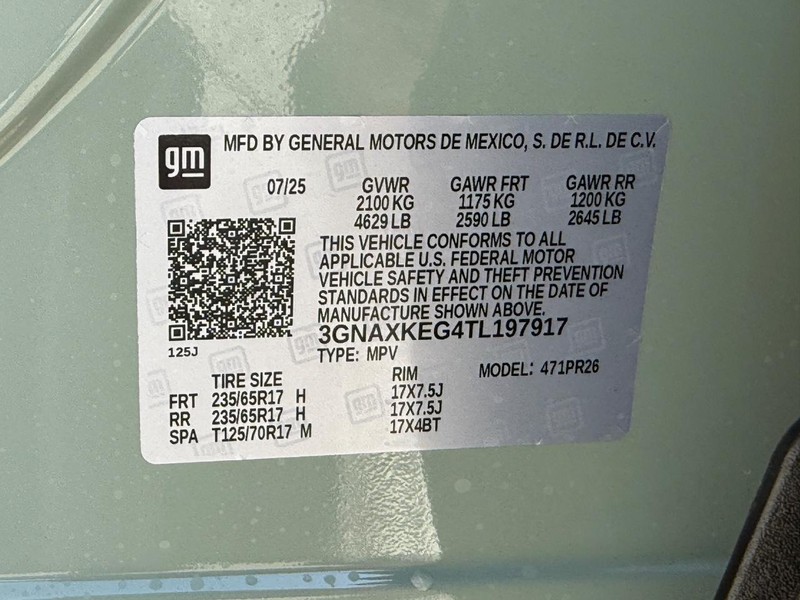 gm MFD BY GENERAL MOTORS DE MEXICO, S. DE R.L. DE C.V.
07/25 GVWR GAWR FRT GAWR RR
2100 KG 1175 KG 1200 KG
4629 LB 2590 LB 2645 LB
THIS VEHICLE CONFORMS TO ALL
APPLICABLE U.S. FEDERAL MOTOR
VEHICLE SAFETY AND THEFT PREVENTION
STANDARDS IN EFFECT ON THE DATE OF
MANUFACTURE SHOWN ABOVE.
3GNAXKEG4TL197917
125J TYPE: MPV MODEL: 471PR26
TIRE SIZE RIM
FRT 235/65R17 H 17X7.5J
RR 235/65R17 H 17X7.5J
SPA T125/70R17 M 17X4BT